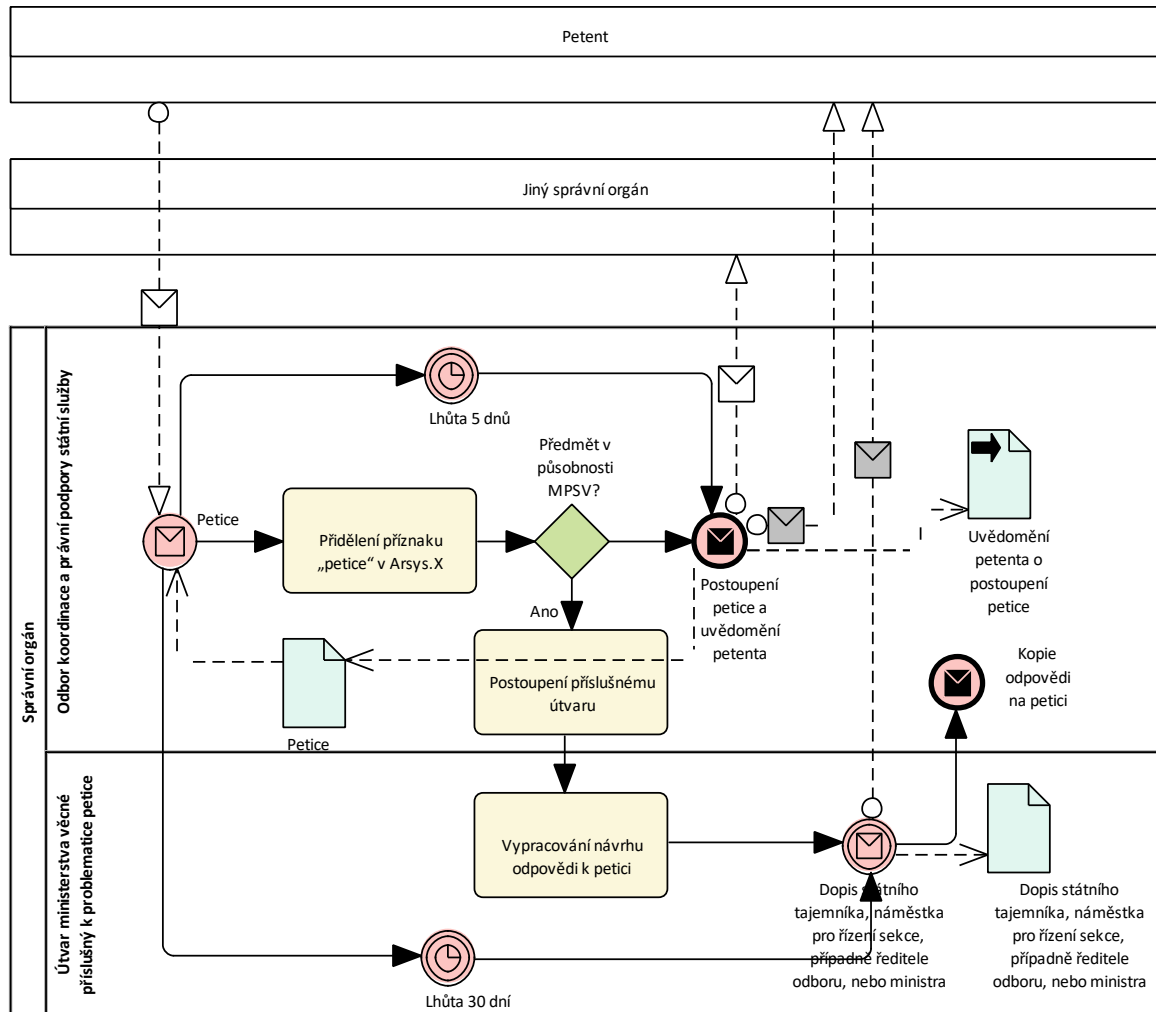 Petent
Jiný správní orgán
Správní orgán
Odbor koordinace a právní podpory státní služby
Lhůta 5 dnů
Předmět v
působnosti
MPSV?
Petice
Přidělení příznaku
„petice“ v Arsys.X
Postoupení
petice a
uvědomění
petenta
Uvědomění
petenta o
postoupení
petice
Ano
Postoupení příslušnému
útvaru
Petice
Kopie
odpovědi
na petici
Útvar ministerstva věcné
příslušný k problematice petice
Vypracování návrhu
odpovědi k petici
Dopis státního
tajemníka, náměstka
pro řízení sekce,
případně ředitele
odboru, nebo ministra
Dopis státního
tajemníka, náměstka
pro řízení sekce,
případně ředitele
odboru, nebo ministra
Lhůta 30 dní